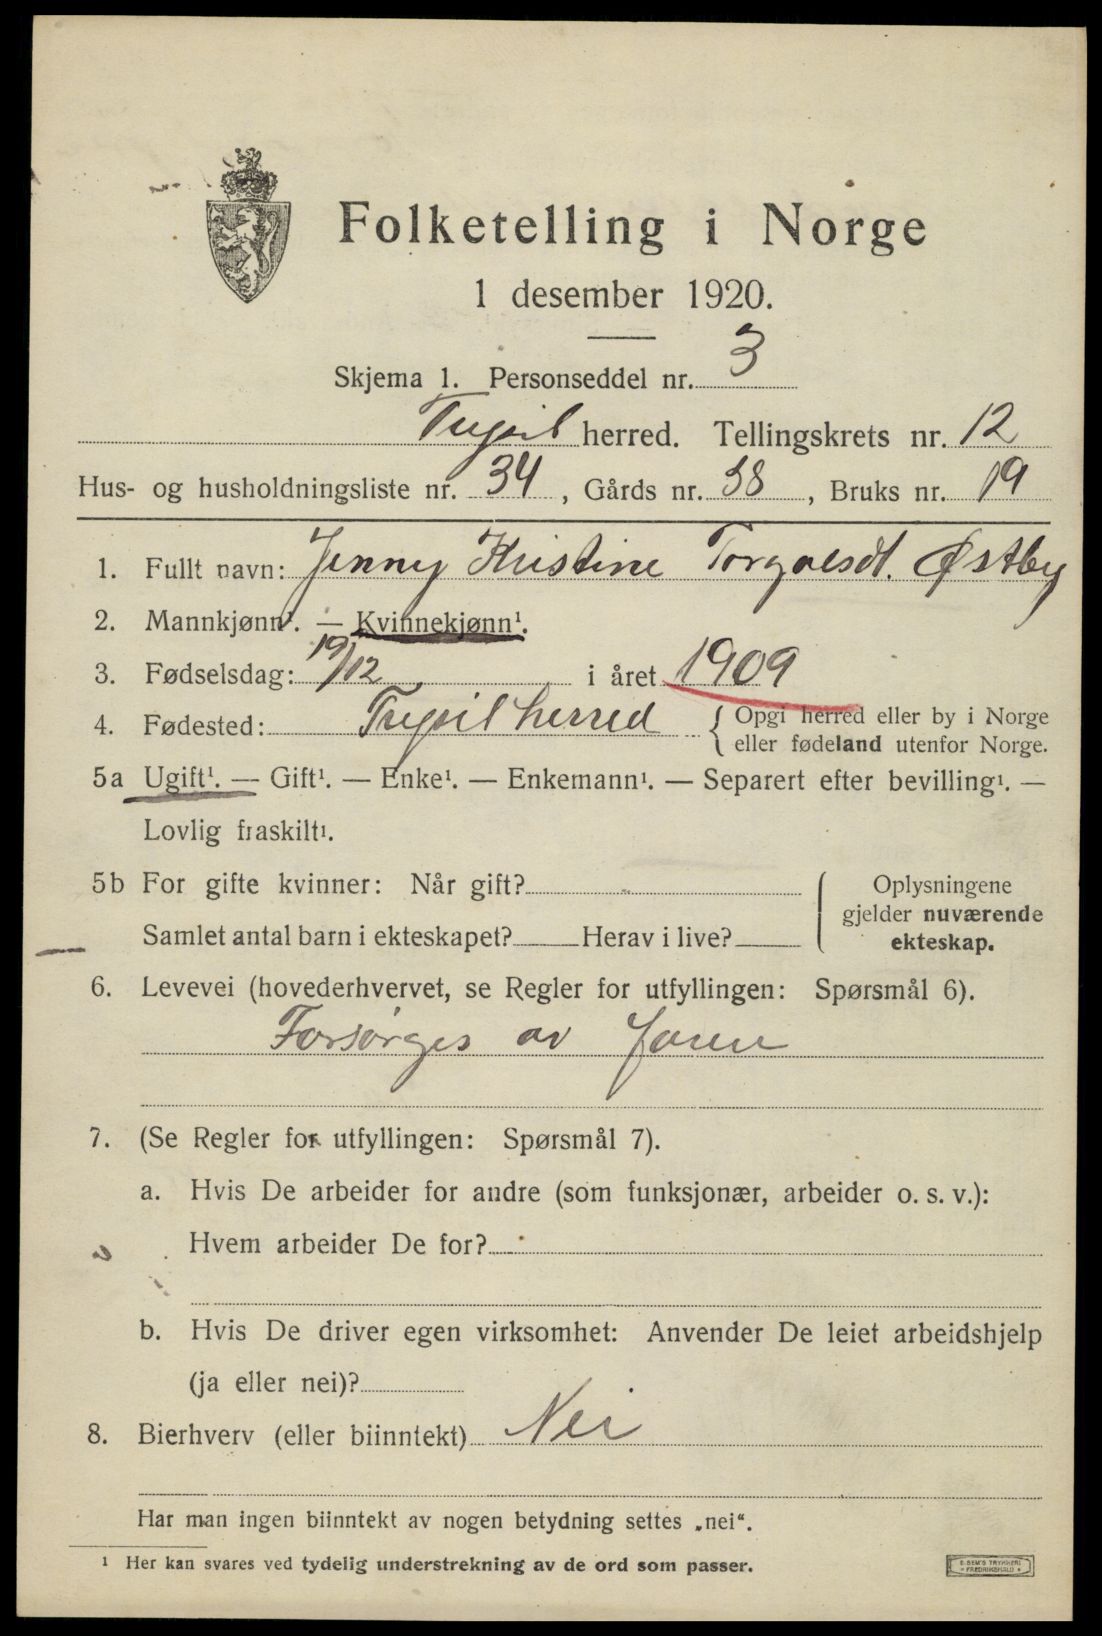 Folketelling i Norge
1 desember 1920.
Skjema 1. Personseddel nr. 3
Trysil herred. Tellingskrets nr. 12
Hus- og husholdningsliste nr. 34, Gårds nr. 38, Bruks nr. 19
1. Fullt navn: Jenny Kristine Torgalsdt. Østby
2. Mannkjønn¹. — Kvinnekjønn¹.
3. Fødselsdag: 19/12 i året 1909
4. Fødested: Trysil herred { Opgi herred eller by i Norge
eller fødeland utenfor Norge.
5a Ugift¹. — Gift¹. — Enke¹. — Enkemann¹. — Separert efter bevilling¹. —
Lovlig fraskilt¹.
5b For gifte kvinner: Når gift?
Samlet antal barn i ekteskapet? Herav i live?
Oplysningene
gjelder nuværende
ekteskap.
6. Levevei (hovederhvervet, se Regler for utfyllingen: Spørsmål 6).
Forsørges av
7. (Se Regler for utfyllingen: Spørsmål 7).
a. Hvis De arbeider for andre (som funksjonær, arbeider o. s. v.):
Hvem arbeider De for?
b. Hvis De driver egen virksomhet: Anvender De leiet arbeidshjelp
(ja eller nei)?
8. Bierhverv (eller biinntekt) Nei
Har man ingen biinntekt av nogen betydning settes „nei“.
¹ Her kan svares ved tydelig understrekning av de ord som passer.
E. SEM'S TRYKKERI
FREDRIKSHALD